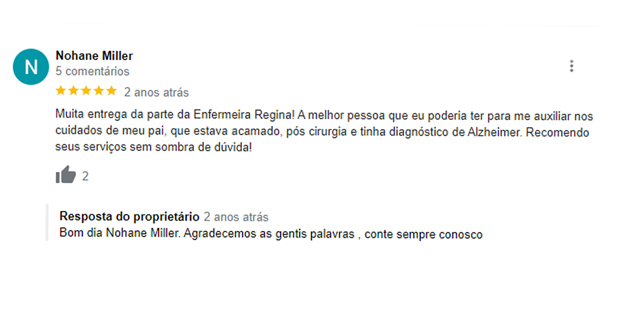 N
Nohane Miller
5 comentários
2 anos atrás
Muita entrega da parte da Enfermeira Regina! A melhor pessoa que eu poderia ter para me auxiliar nos
cuidados de meu pai, que estava acamado, pós cirurgia e tinha diagnóstico de Alzheimer. Recomendo
seus serviços sem sombra de dúvida!
2
Resposta do proprietário 2 anos atrás
Bom dia Nohane Miller. Agradecemos as gentis palavras , conte sempre conosco